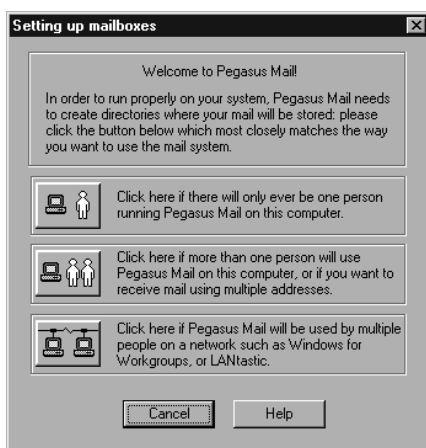 Setting up mailboxes
Welcome to Pegasus Mail!
In order to run properly on your system, Pegasus Mail needs
to create directories where your mail will be stored: please
click the button below which most closely matches the way
you want to use the mail system.
Click here if there will only ever be one person
running Pegasus Mail on this computer.
Click here if more than one person will use
Pegasus Mail on this computer, or if you want to
receive mail using multiple addresses.
Click here if Pegasus Mail will be used by multiple
people on a network such as Windows for
Workgroups, or LANtastic.
Cancel
Help